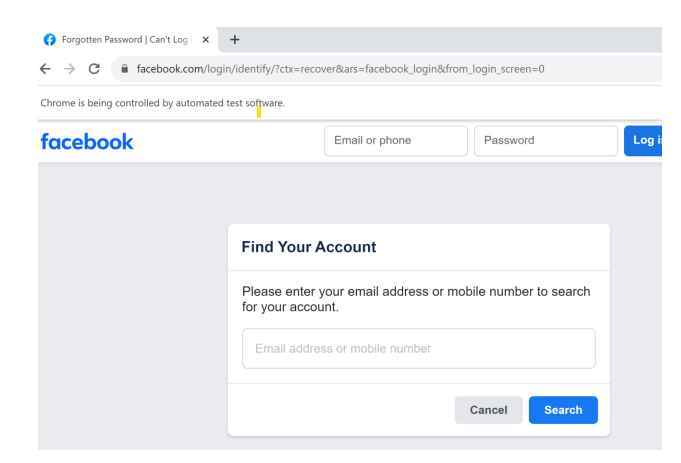 Forgotten Password | Can't Log
facebook.com/login/identify/?ctx=recover&ars=facebook_login&from_login_screen=0
Chrome is being controlled by automated test software.
facebook
Email or phone
Password
Log i
Find Your Account
Please enter your email address or mobile number to search
for your account.
Email address or mobile number
Cancel
Search